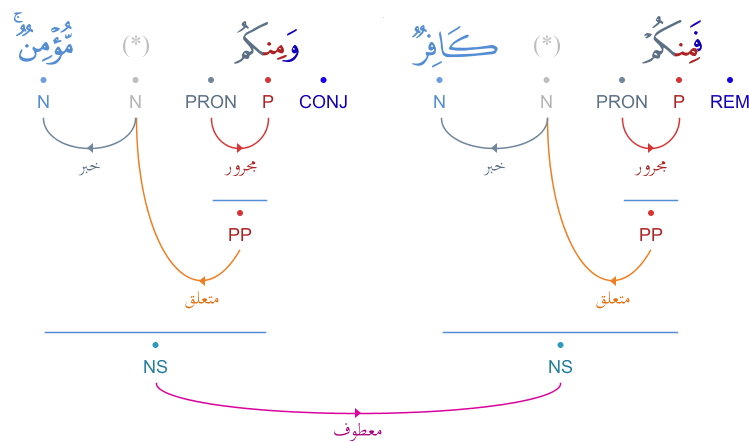 فَمِنكُمْ (*) كَافِرٌ وَمِنكُم (*) مُّؤْمِنٌ ۚ
REM P PRON N N CONJ P PRON N N
مجرور خبر مجرور خبر
PP PP
متعلق متعلق
NS NS
معطوف